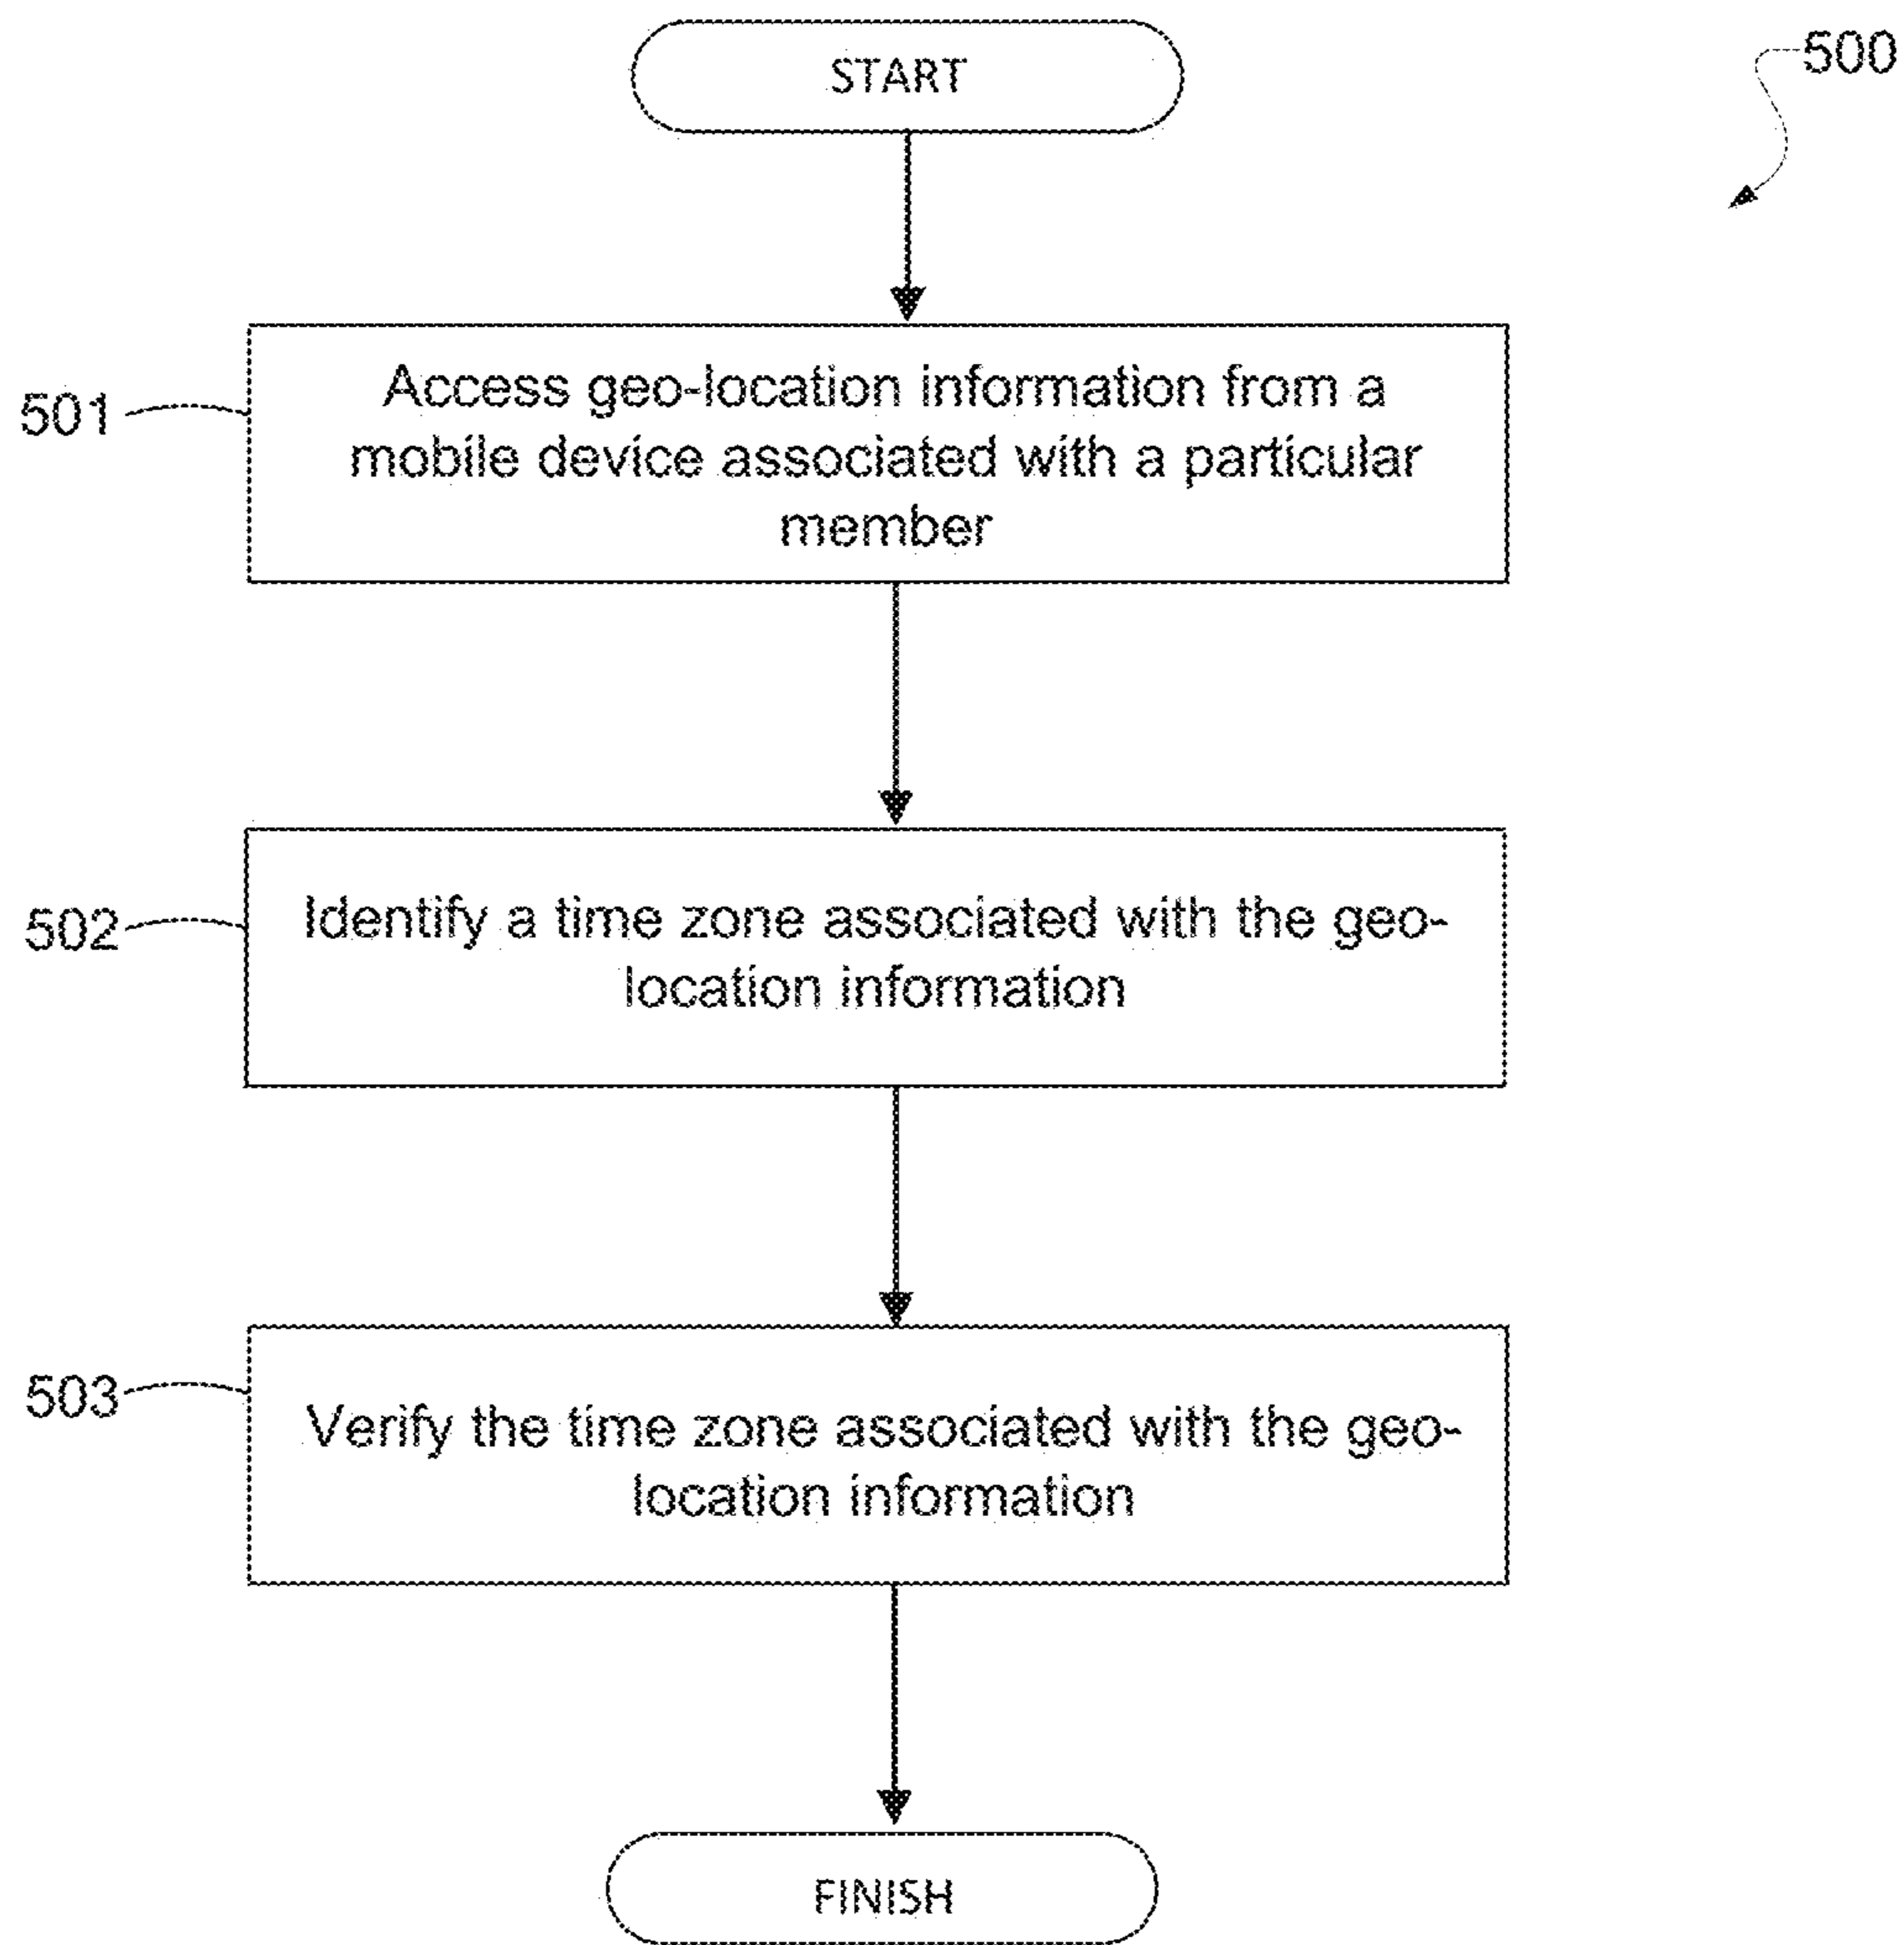 START
500
501
Access geo-location information from a
mobile device associated with a particular
member
502
Identify a time zone associated with the geo-
location information
503
Verify the time zone associated with the geo-
location information
FINISH